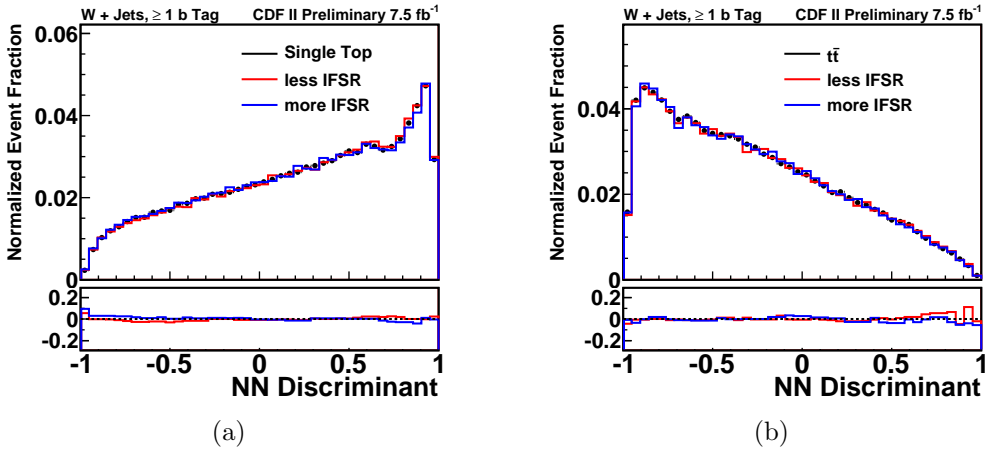 W + Jets, ≥ 1 b Tag CDF II Preliminary 7.5 fb⁻¹
Normalized Event Fraction
0.06
0.04
0.02
0
Single Top
less IFSR
more IFSR
0.2
0
-0.2
-1 -0.5 0 0.5 1
NN Discriminant
(a)
W + Jets, ≥ 1 b Tag CDF II Preliminary 7.5 fb⁻¹
Normalized Event Fraction
0.04
0.02
0
tt̄
less IFSR
more IFSR
0.2
0
-0.2
-1 -0.5 0 0.5 1
NN Discriminant
(b)